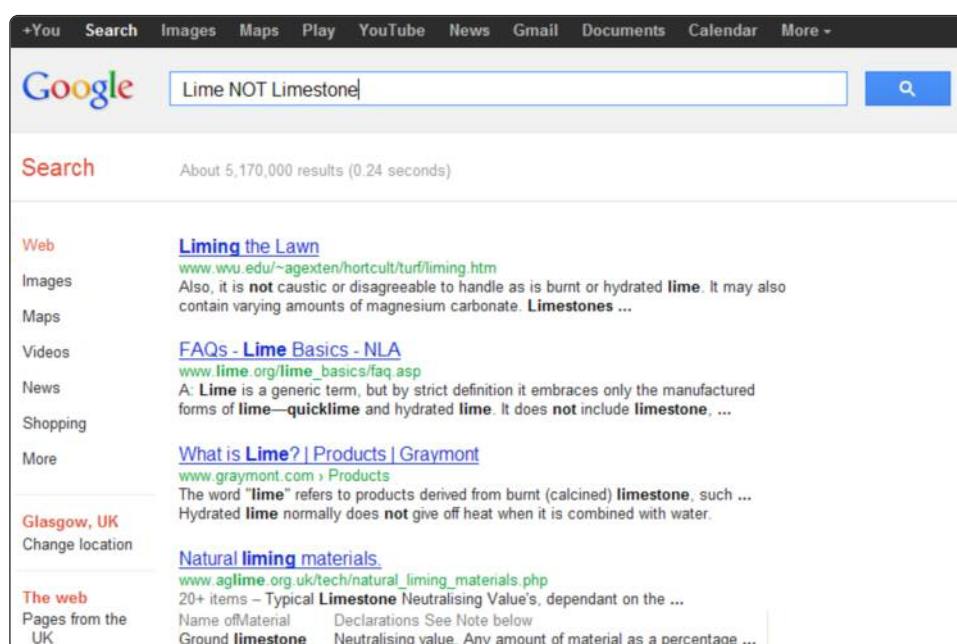 +You Search Images Maps Play YouTube News Gmail Documents Calendar More
Google Lime NOT Limestone
Search About 5,170,000 results (0.24 seconds)
Web
Images
Maps
Videos
News
Shopping
More
Glasgow, UK
Change location
The web
Pages from the
UK
Liming the Lawn
www.wvu.edu/~agexten/hortcult/turf/liming.htm
Also, it is not caustic or disagreeable to handle as is burnt or hydrated lime. It may also
contain varying amounts of magnesium carbonate. Limestones ...
FAQs - Lime Basics - NLA
www.lime.org/lime_basics/faq.asp
A: Lime is a generic term, but by strict definition it embraces only the manufactured
forms of lime—quicklime and hydrated lime. It does not include limestone, ...
What is Lime? | Products | Graymont
www.graymont.com › Products
The word "lime" refers to products derived from burnt (calcined) limestone, such ...
Hydrated lime normally does not give off heat when it is combined with water.
Natural liming materials.
www.aglime.org.uk/tech/natural_liming_materials.php
20+ items – Typical Limestone Neutralising Value's, dependant on the ...
Name ofMaterial Declarations See Note below
Ground limestone Neutralising value. Any amount of material as a percentage ...